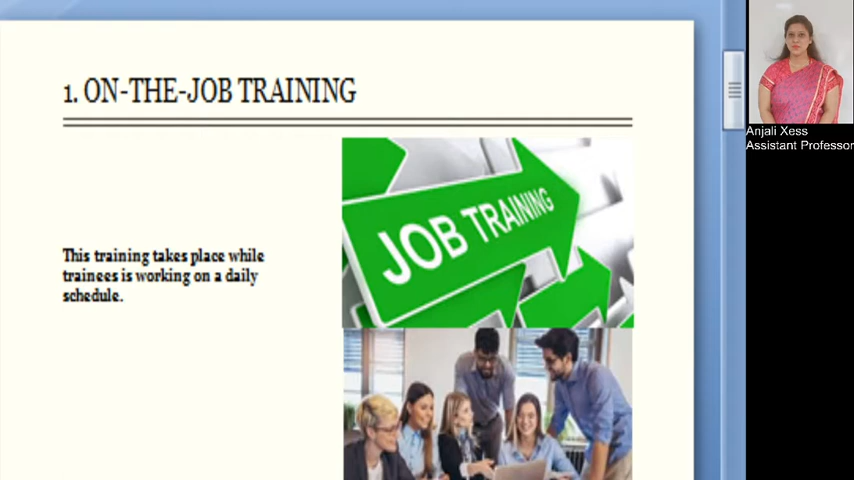 1. ON-THE-JOB TRAINING
JOB TRAINING
This training takes place while
trainees is working on a daily
schedule.
Anjali Xess
Assistant Professor